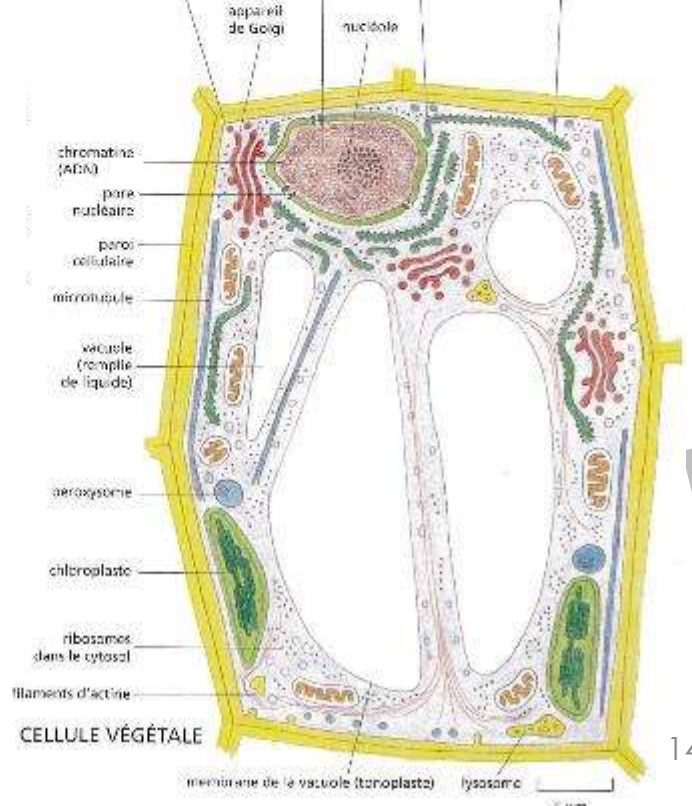 appareil
de Golgi
nucléole
chromatine
(ADN)
pore
nucléaire
paroi
cellulaire
microtubule
vacuole
(remplie
de liquide)
peroxysome
chloroplaste
ribosomes
dans le cytosol
filaments d'actine
CELLULE VÉGÉTALE
membrane de la vacuole (tonoplaste)
lysosome
14